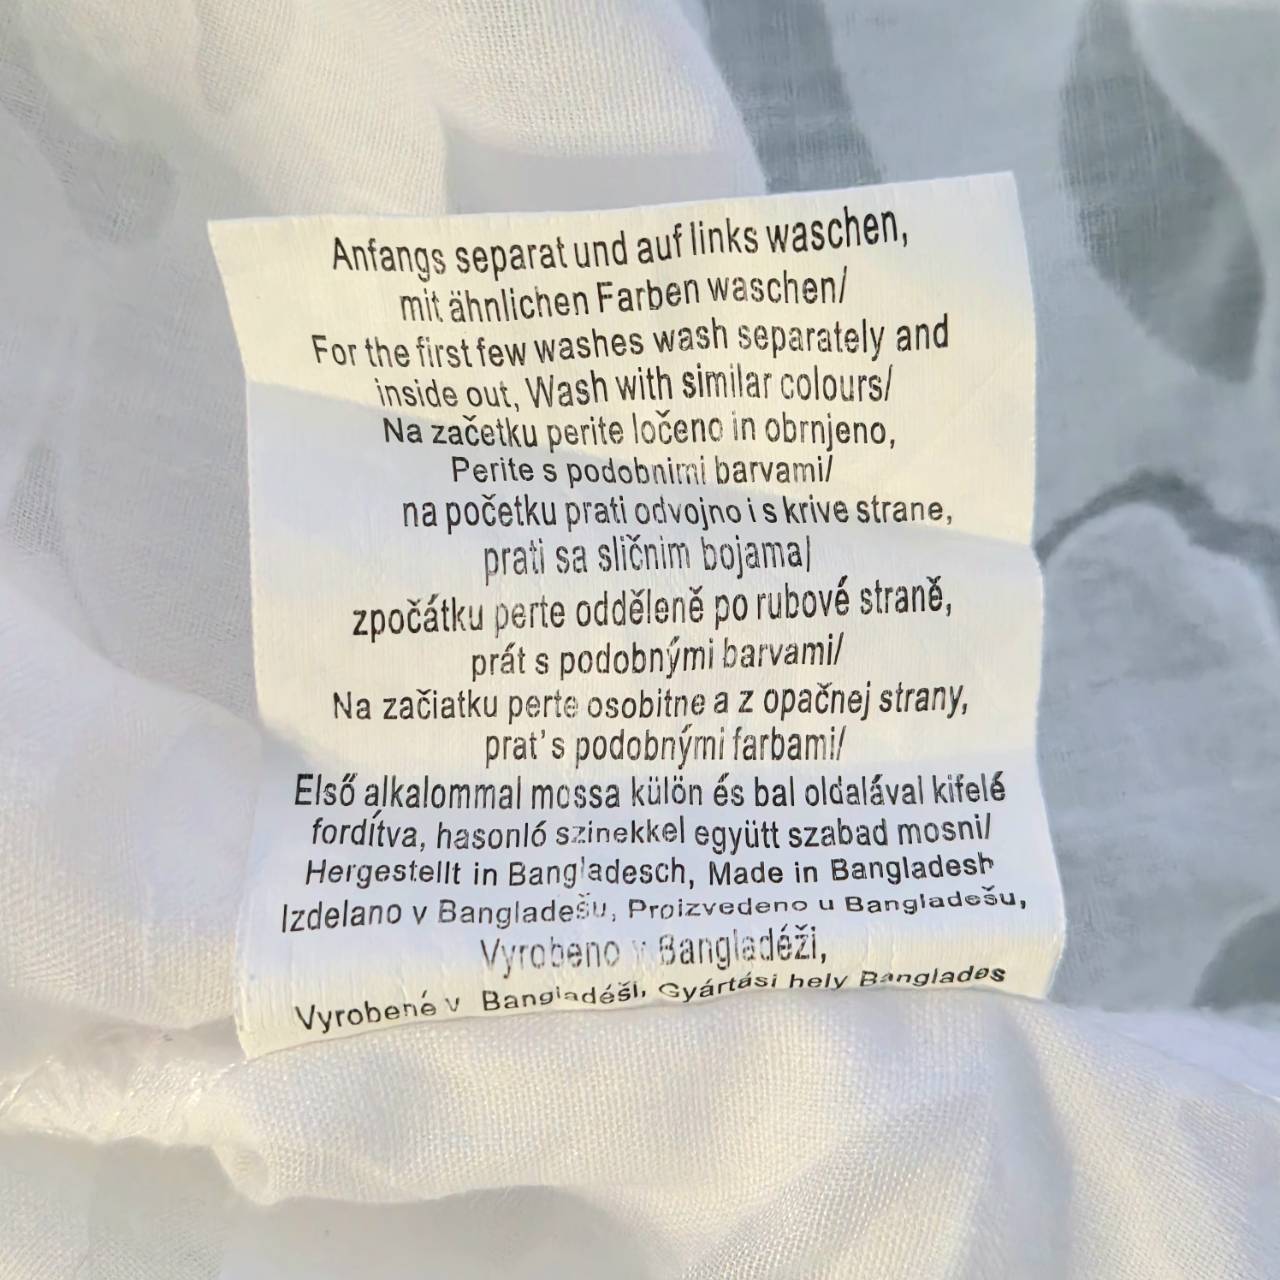 Anfangs separat und auf links waschen,
mit ähnlichen Farben waschen/
For the first few washes wash separately and
inside out, Wash with similar colours/
Na začetku perite ločeno in obrnjeno,
Perite s podobnimi barvami/
na početku prati odvojno i s krive strane,
prati sa sličnim bojama/
zpočátku perte odděleně po rubové straně,
prát s podobnými barvami/
Na začiatku perte osobitne a z opačnej strany,
prat's podobnými farbami/
Első alkalommal mossa külön és bal oldalával kifelé
fordítva, hasonló szinekkel együtt szabad mosni/
Hergestellt in Bangladesch, Made in Bangladesh
Izdelano v Bangladešu, Proizvedeno u Bangladešu,
Vyrobeno v Bangladéži,
Vyrobené v Bangladéši, Gyártási hely Banglades